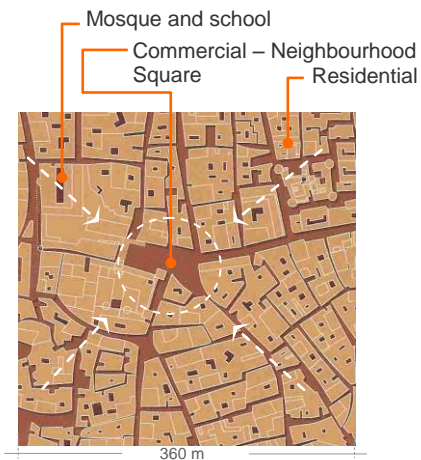 Mosque and school
Commercial – Neighbourhood
Square
Residential
360 m